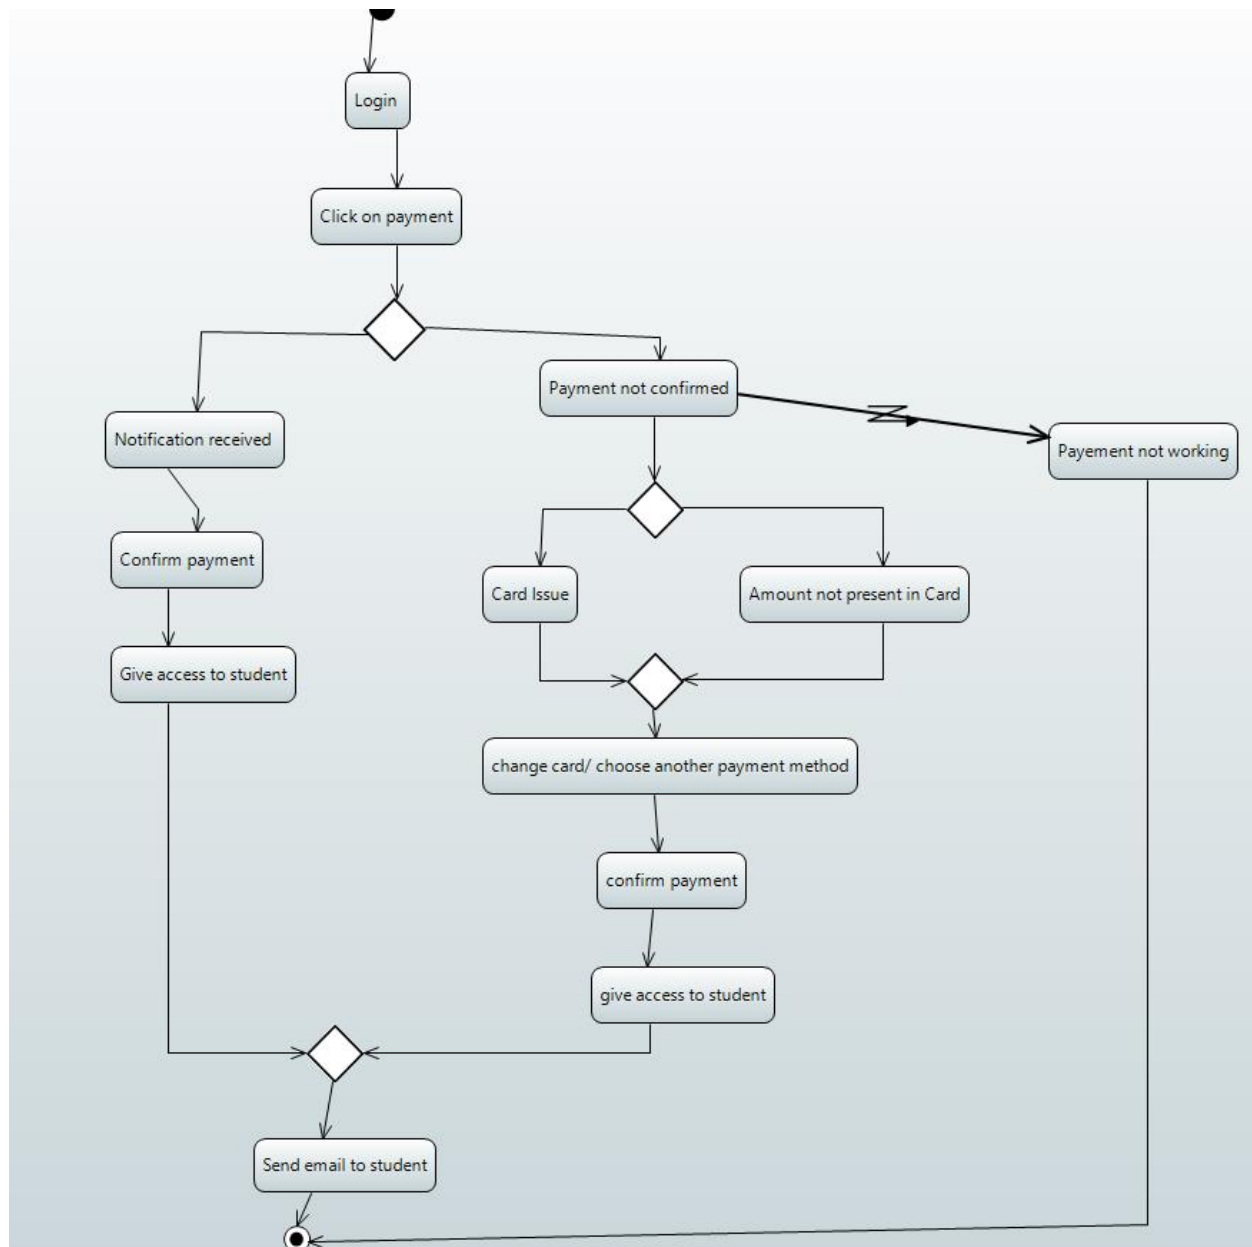 Login
Click on payment
Payment not confirmed
Notification received
Payement not working
Confirm payment
Card Issue
Amount not present in Card
Give access to student
change card/ choose another payment method
confirm payment
give access to student
Send email to student